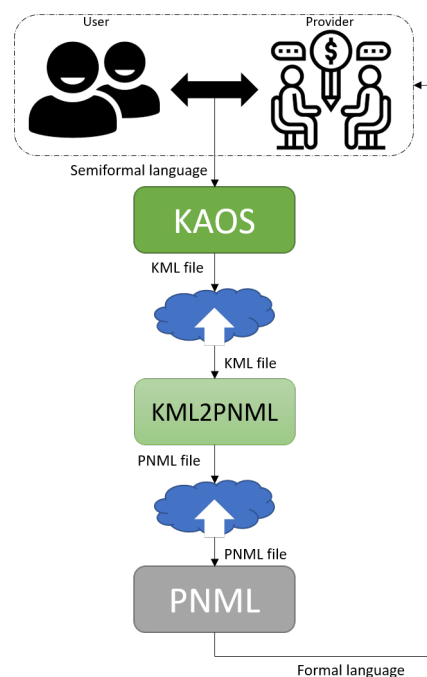 User
Provider
$
Semiformal language
KAOS
KML file
KML file
KML2PNML
PNML file
PNML file
PNML
Formal language